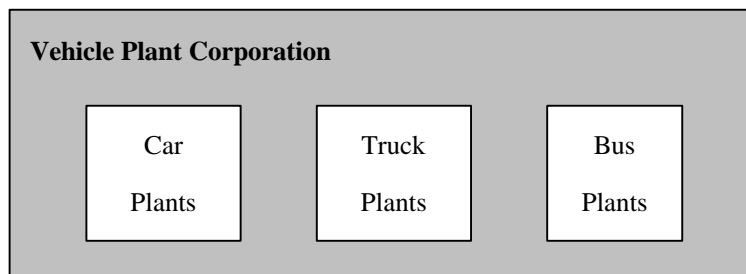 Vehicle Plant Corporation
Car
Plants
Truck
Plants
Bus
Plants